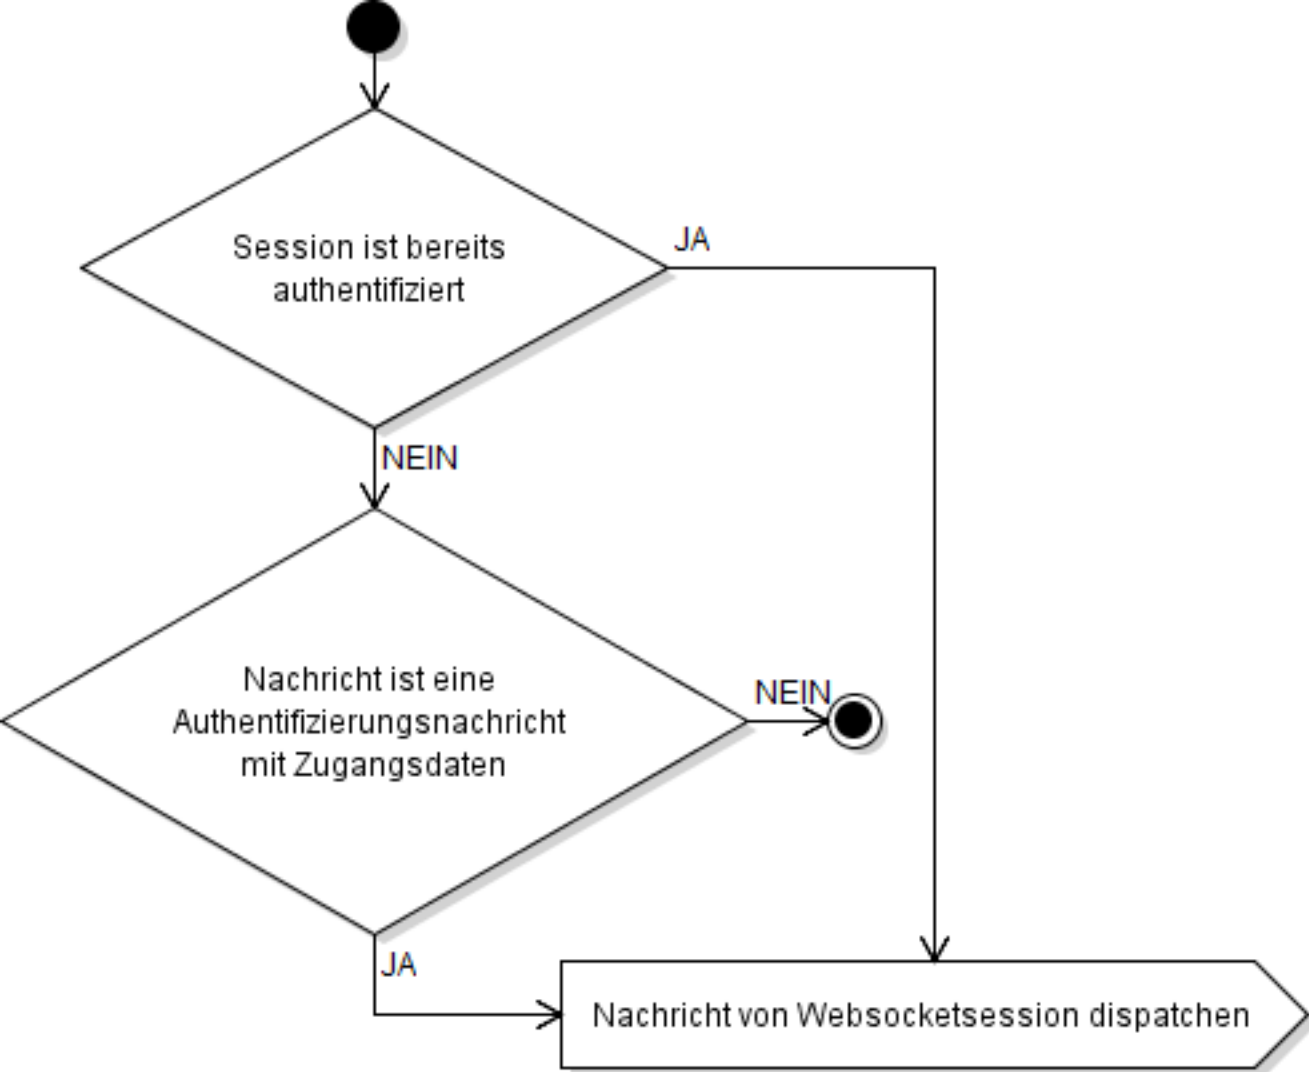 Session ist bereits
authentifiziert
JA
NEIN
Nachricht ist eine
Authentifizierungsnachricht
mit Zugangsdaten
NEIN
JA
Nachricht von Websocketsession dispatchen